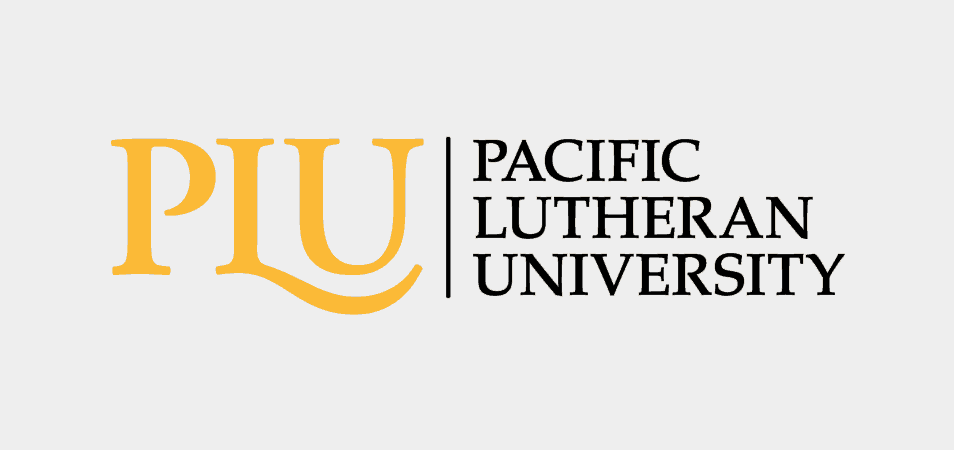 PLU
PACIFIC
LUTHERAN
UNIVERSITY